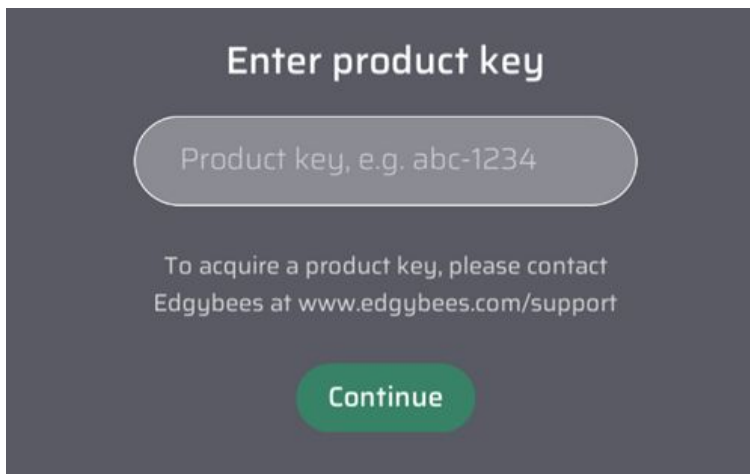 Enter product key
Product key, e.g. abc-1234
To acquire a product key, please contact
Edgybees at www.edgybees.com/support
Continue